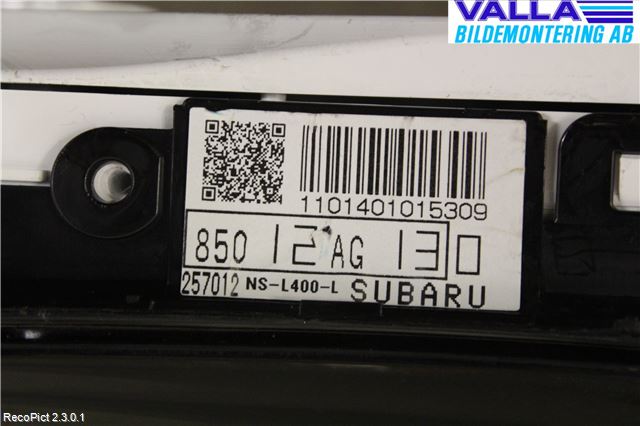 VALLA
BILDEMONTERING AB
1101401015309
850 12 AG 130
257012 NS-L400-L SUBARU
RecoPict 2.3.0.1